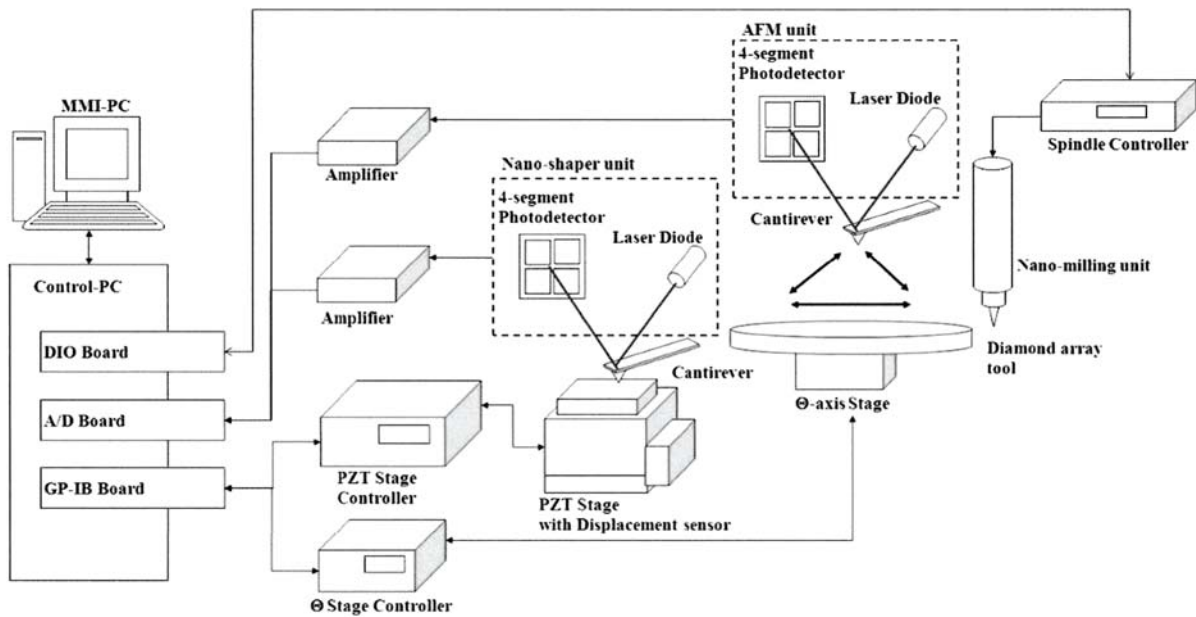 AFM unit
4-segment
Photodetector
Laser Diode
MMI-PC
Amplifier
Spindle Controller
Nano-shaper unit
4-segment
Photodetector
Laser Diode
Cantirever
Nano-milling unit
Control-PC
Amplifier
DIO Board
Cantirever
Diamond array
tool
Θ-axis Stage
A/D Board
GP-IB Board
PZT Stage
Controller
PZT Stage
with Displacement sensor
Θ Stage Controller